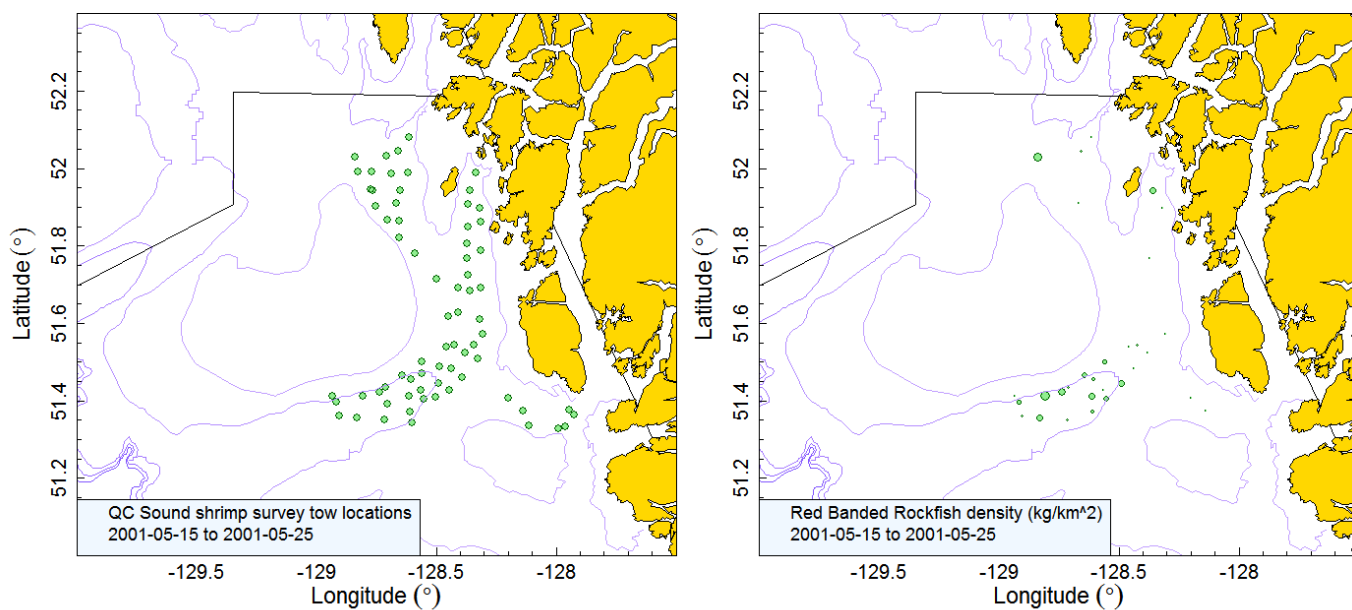 52.2
52
51.8
51.6
51.4
51.2
Latitude (°)
QC Sound shrimp survey tow locations
2001-05-15 to 2001-05-25
-129.5
-129
-128.5
-128
Longitude (°)
52.2
52
51.8
51.6
51.4
51.2
Latitude (°)
Red Banded Rockfish density (kg/km^2)
2001-05-15 to 2001-05-25
-129.5
-129
-128.5
-128
Longitude (°)